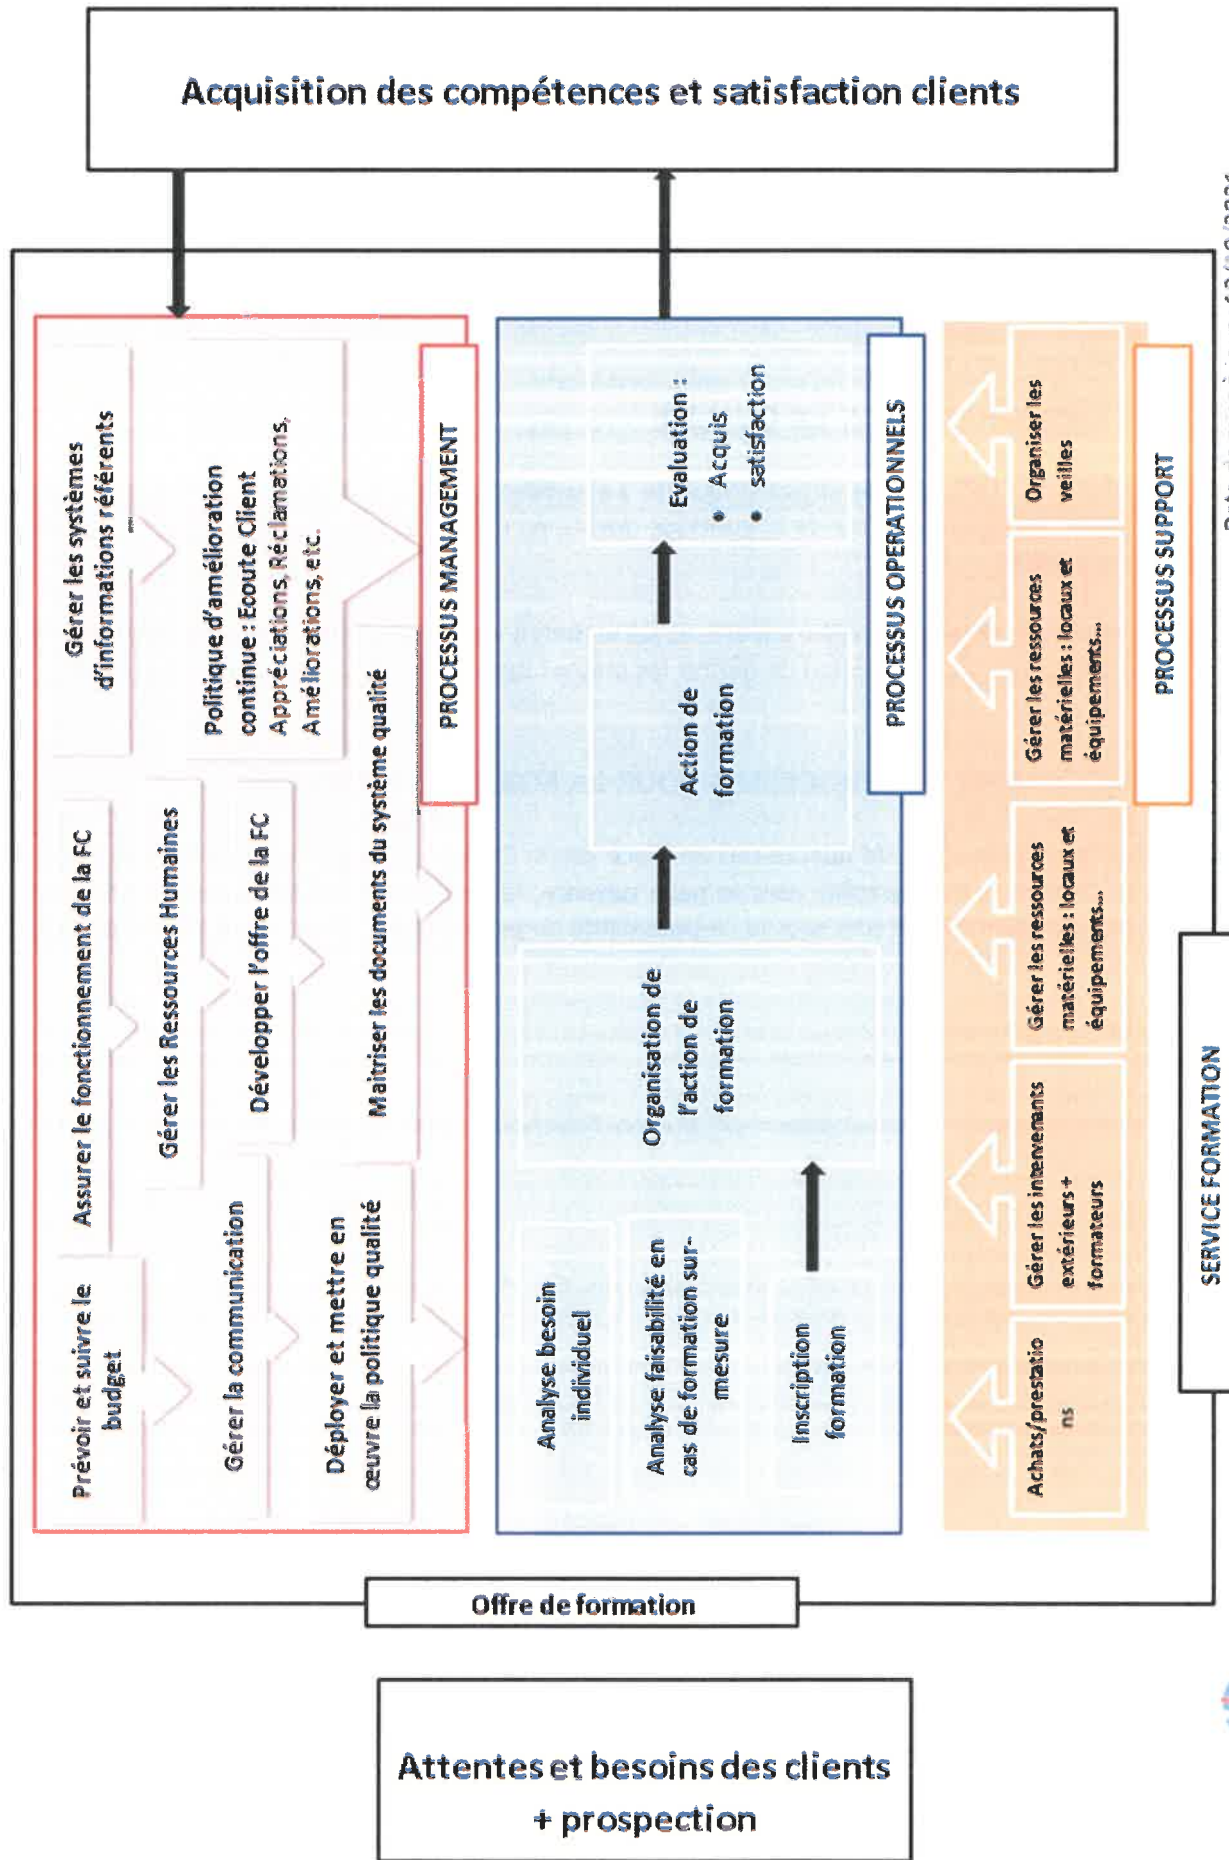 Acquisition des compétences et satisfaction clients
Prévoir et suivre le
budget
Assurer le fonctionnement de la FC
Gérer les systèmes
d'informations référents
Gérer la communication
Gérer les Ressources Humaines
Développer l'offre de la FC
Politique d'amélioration
continue : Ecoute Client
Appréciations, Réclamations,
Améliorations, etc.
Déployer et mettre en
œuvre la politique qualité
Maitriser les documents du système qualité
PROCESSUS MANAGEMENT
Analyse besoin
individuel
Analyse faisabilité en
cas de formation sur-
mesure
Inscription
formation
Organisation de
l'action de
formation
Action de
formation
Evaluation :
• Acquis
• satisfaction
PROCESSUS OPERATIONNELS
Achats/prestatio
ns
Gérer les intervenants
extérieurs +
formateurs
Gérer les ressources
matérielles : locaux et
équipements...
Gérer les ressources
matérielles : locaux et
équipements...
Organiser les
veilles
PROCESSUS SUPPORT
SERVICE FORMATION
Offre de formation
Attentes et besoins des clients
+ prospection